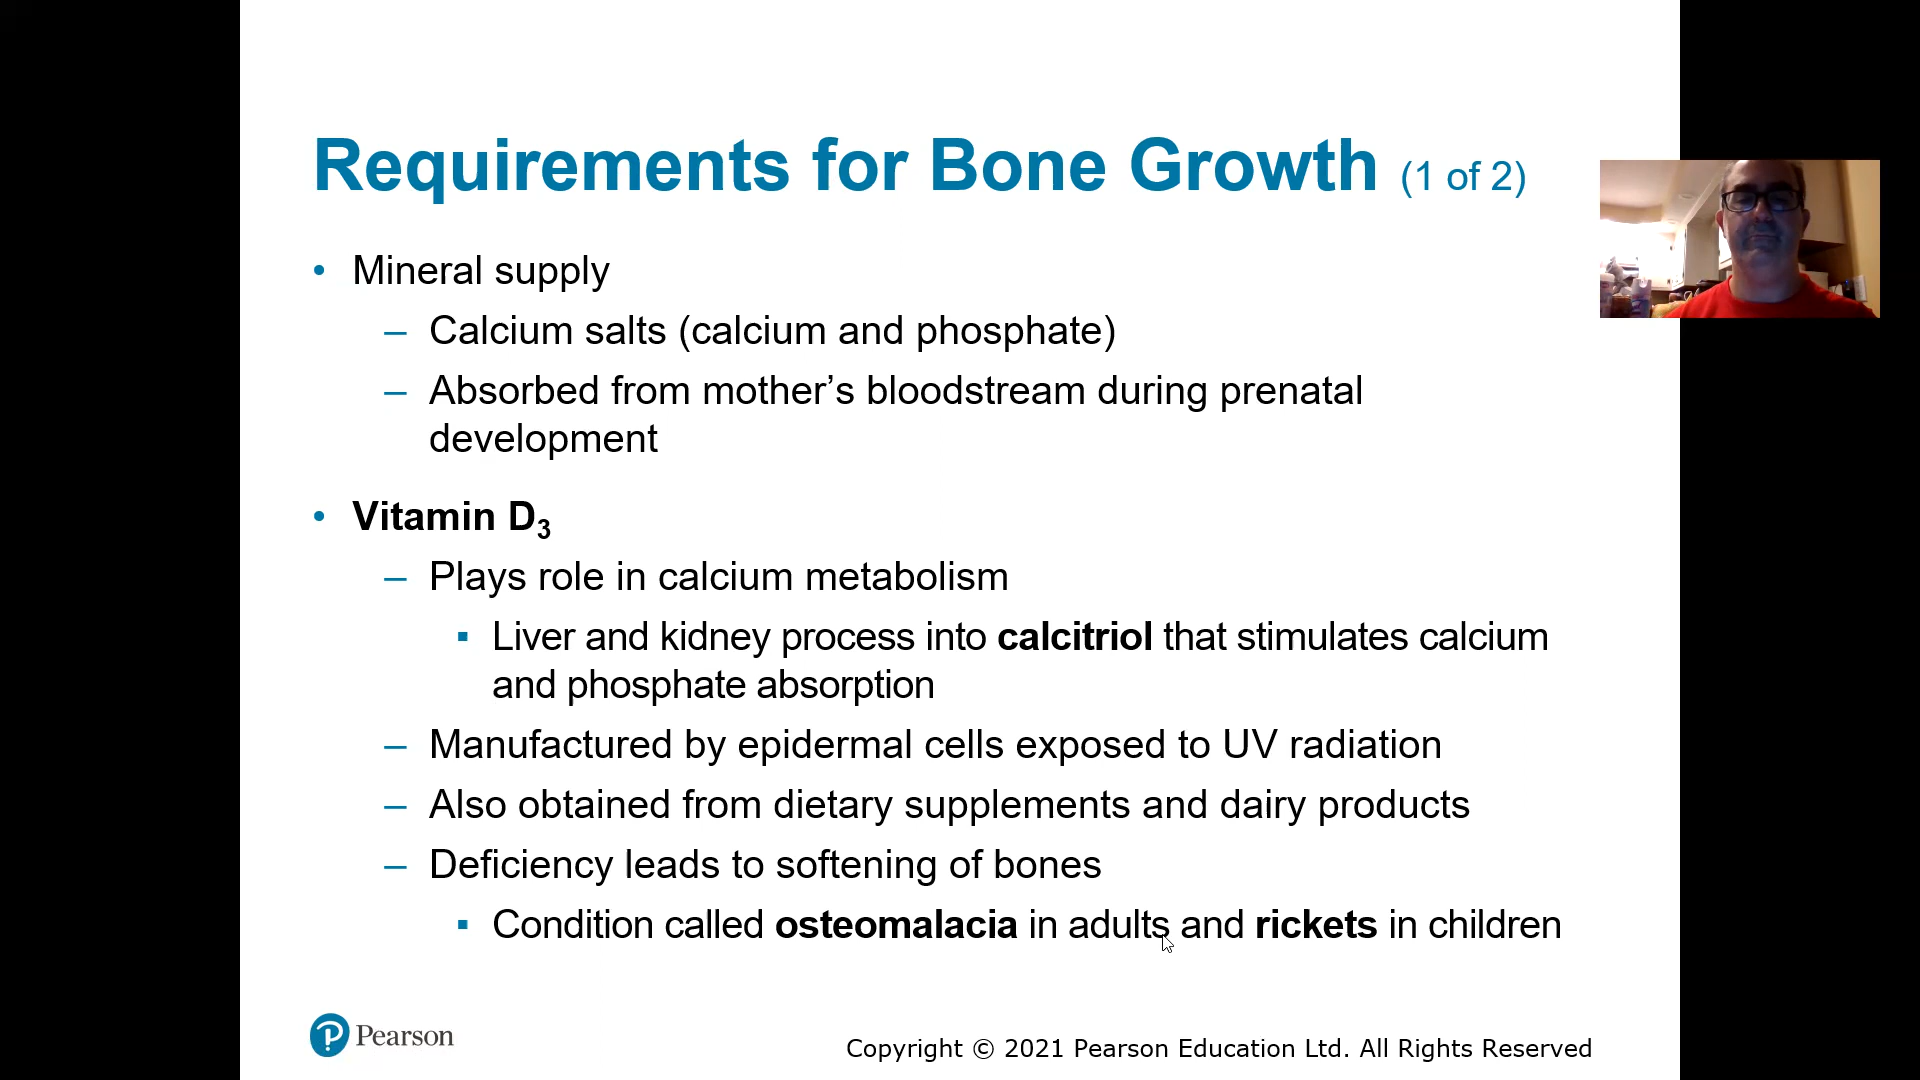 Requirements for Bone Growth (1 of 2)
• Mineral supply
– Calcium salts (calcium and phosphate)
– Absorbed from mother’s bloodstream during prenatal
development
• Vitamin D₃
– Plays role in calcium metabolism
▪ Liver and kidney process into calcitriol that stimulates calcium
and phosphate absorption
– Manufactured by epidermal cells exposed to UV radiation
– Also obtained from dietary supplements and dairy products
– Deficiency leads to softening of bones
▪ Condition called osteomalacia in adults and rickets in children
Pearson
Copyright © 2021 Pearson Education Ltd. All Rights Reserved